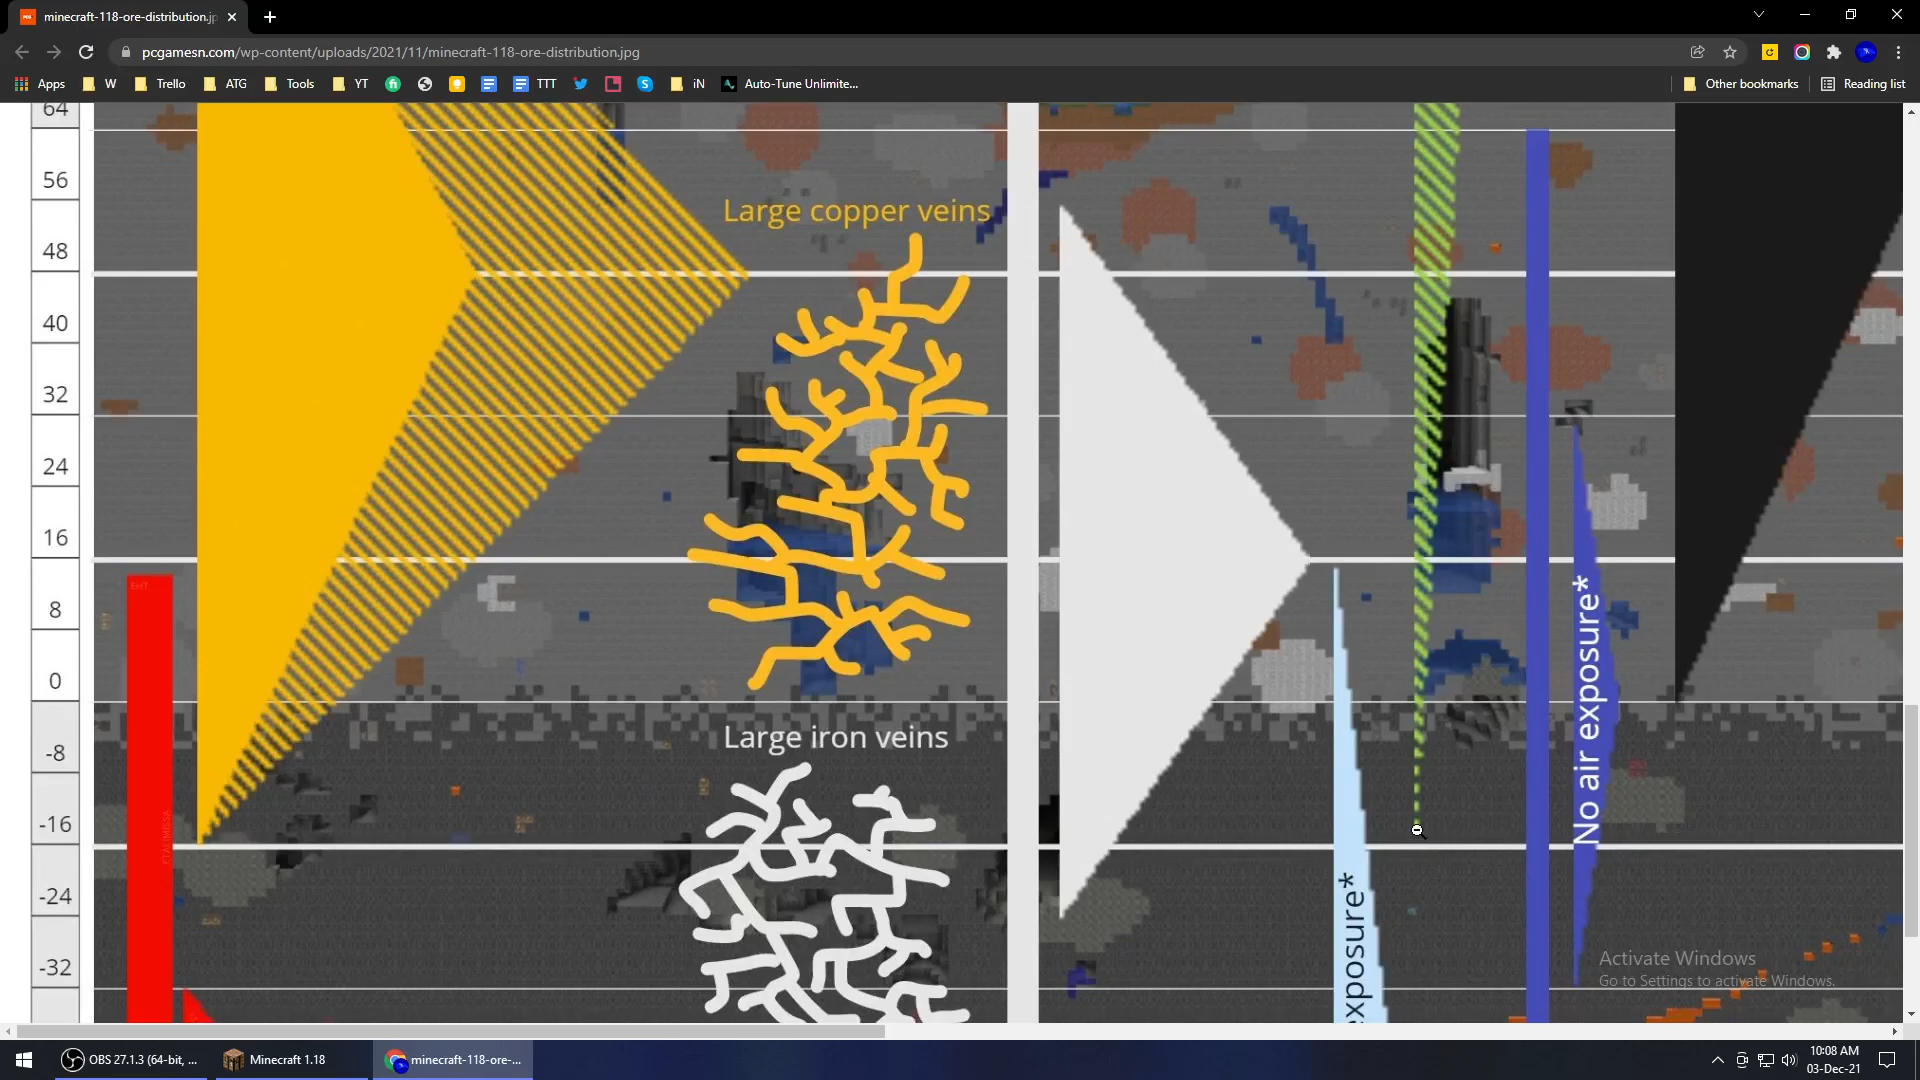 minecraft-118-ore-distribution.jp
pcgamesn.com/wp-content/uploads/2021/11/minecraft-118-ore-distribution.jpg
Apps W Trello ATG Tools YT TTT iN Auto-Tune Unlimite... Other bookmarks Reading list
64
56
Large copper veins
48
40
32
24
16
8
0
-8
Large iron veins
-16
-24
-32
No air exposure*
exposure*
Activate Windows
Go to Settings to activate Windows.
OBS 27.1.3 (64-bit, ... Minecraft 1.18 minecraft-118-ore-... 10:08 AM
03-Dec-21